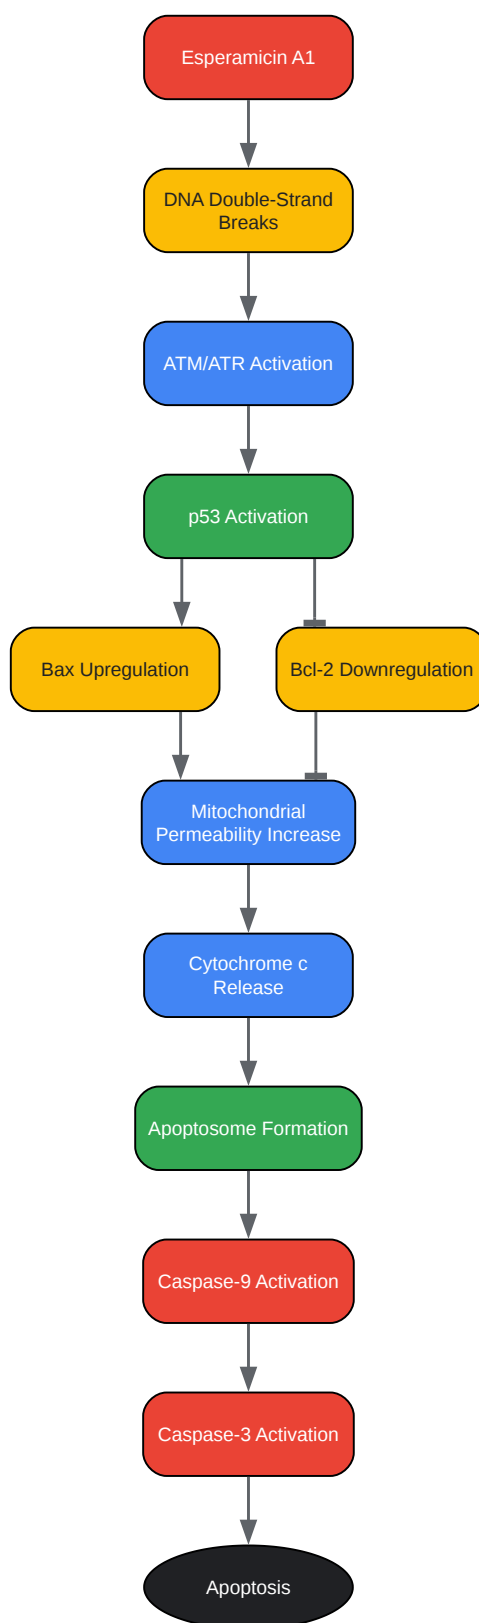 Esperamicin A1
DNA Double-Strand
Breaks
ATM/ATR Activation
p53 Activation
Bax Upregulation
Bcl-2 Downregulation
Mitochondrial
Permeability Increase
Cytochrome c
Release
Apoptosome Formation
Caspase-9 Activation
Caspase-3 Activation
Apoptosis